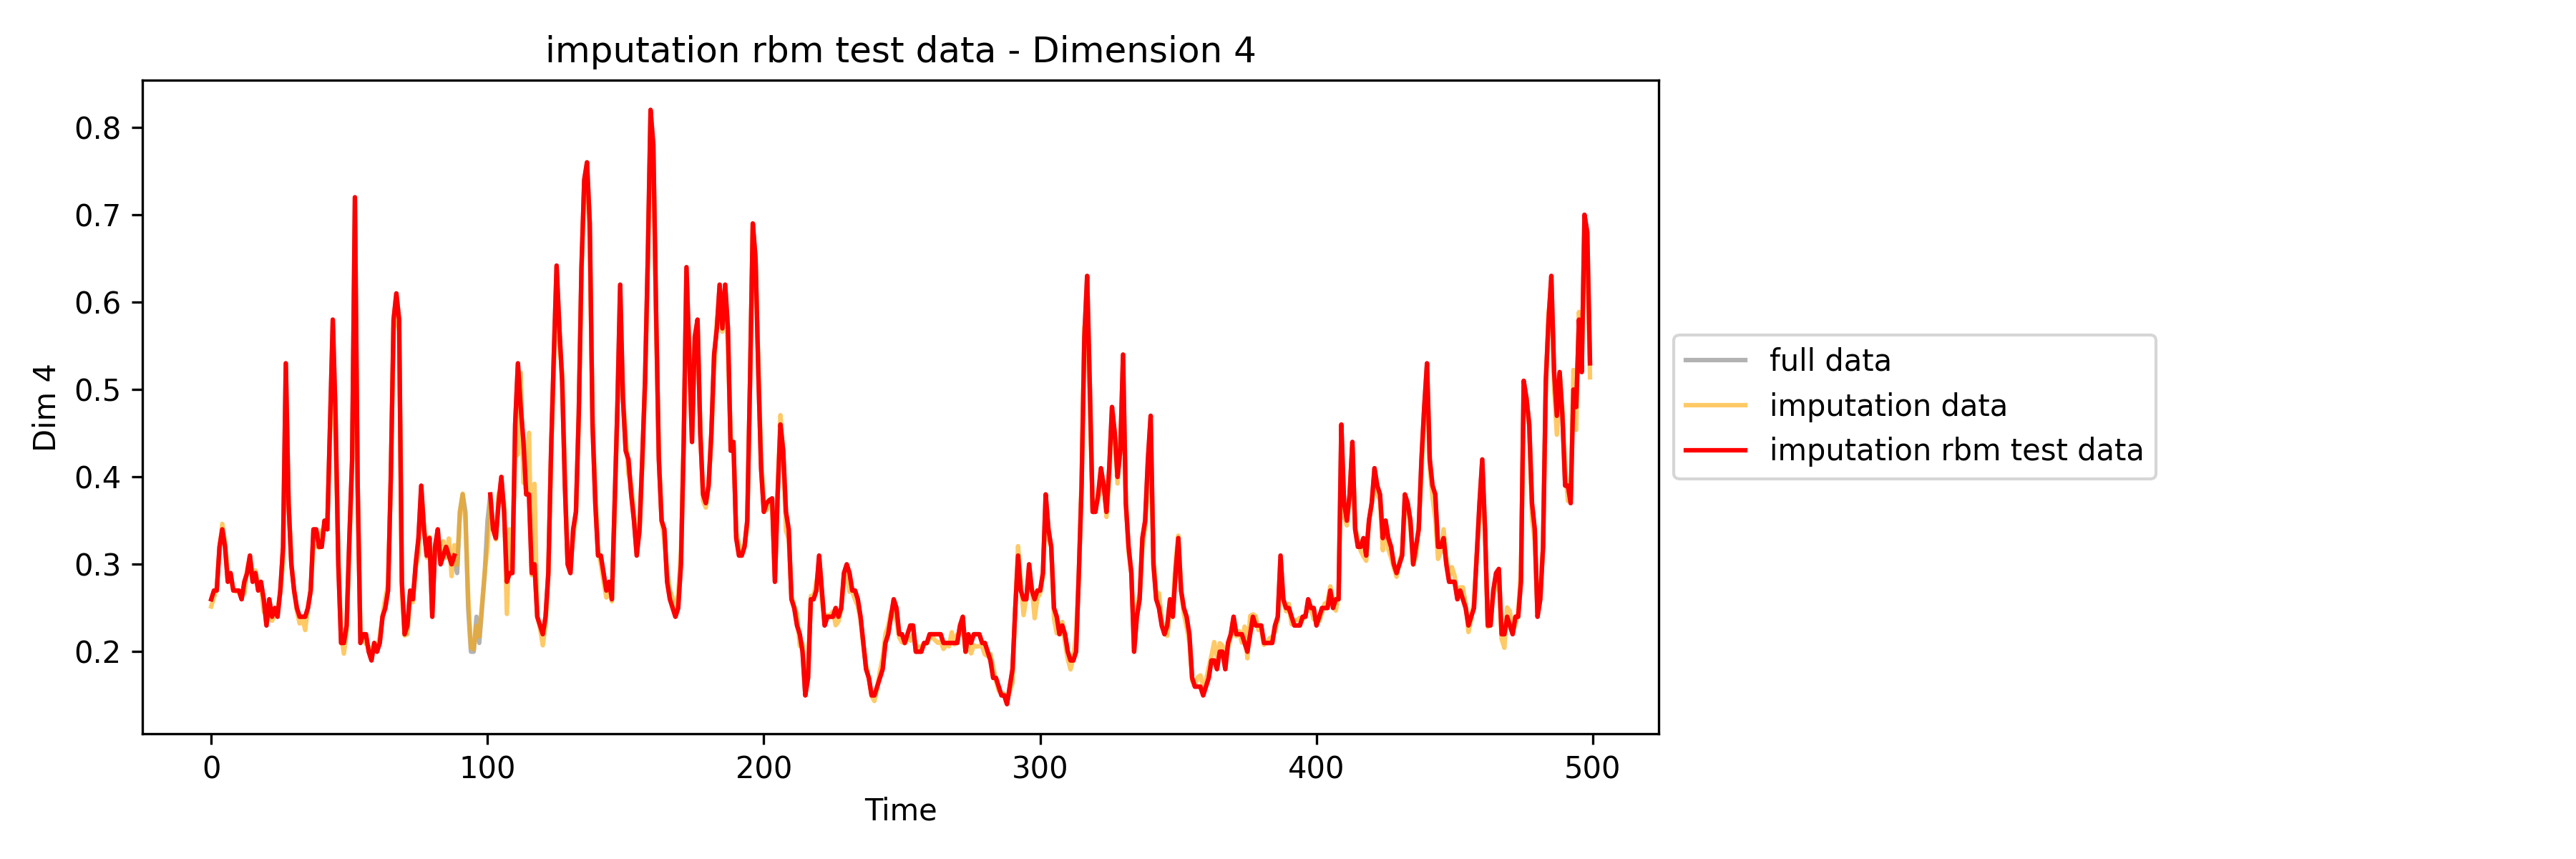 imputation rbm test data - Dimension 4
0.8
0.7
0.6
0.5
0.4
0.3
0.2
Dim 4
0 100 200 300 400 500
Time
full data
imputation data
imputation rbm test data